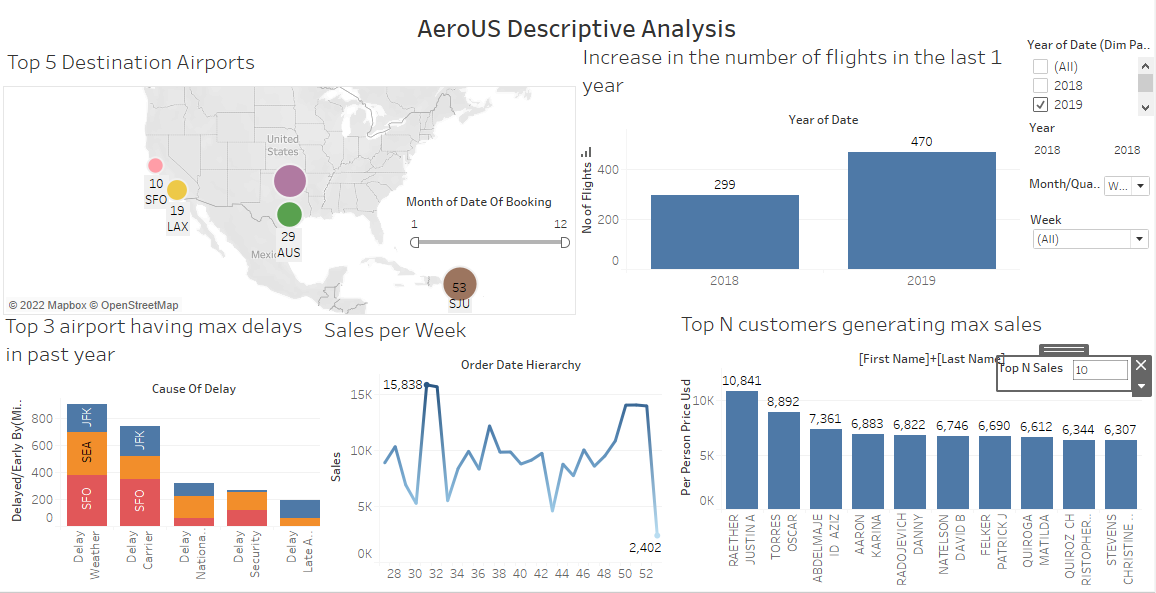 AeroUS Descriptive Analysis
Top 5 Destination Airports
United
States
Mexic
10
SFO
19
LAX
29
AUS
53
SJU
Month of Date Of Booking
1
12
© 2022 Mapbox © OpenStreetMap
Increase in the number of flights in the last 1
year
Year of Date
No of Flights
400
200
0
299
470
2018
2019
Year of Date (Dim Pa..
(All)
2018
2019
Year
2018
2018
Month/Qua..
W...
Week
(All)
Top 3 airport having max delays
in past year
Cause Of Delay
Delayed/Early By(Mi..
800
600
400
200
0
JFK
SEA
SFO
JFK
SFO
Delay
Weather
Delay
Carrier
Delay
Nationa..
Delay
Security
Delay
Late A..
Sales per Week
Order Date Hierarchy
Sales
15K
10K
5K
0K
15,838
2,402
28 30 32 34 36 38 40 42 44 46 48 50 52
Top N customers generating max sales
[First Name]+[Last Name]
Top N Sales
10
Per Person Price Usd
10K
5K
0K
10,841
8,892
7,361
6,883
6,822
6,746
6,690
6,612
6,344
6,307
RAETHER
JUSTIN A
TORRES
OSCAR
ABDELMAJE
ID AZIZ
AARON
KARINA
RADOJEVICH
DANNY
NATELSON
DAVID B
FELKER
PATRICK J
QUIROGA
MATILDA
QUIROZ CH
RISTOPHER..
STEVENS
CHRISTINE ..